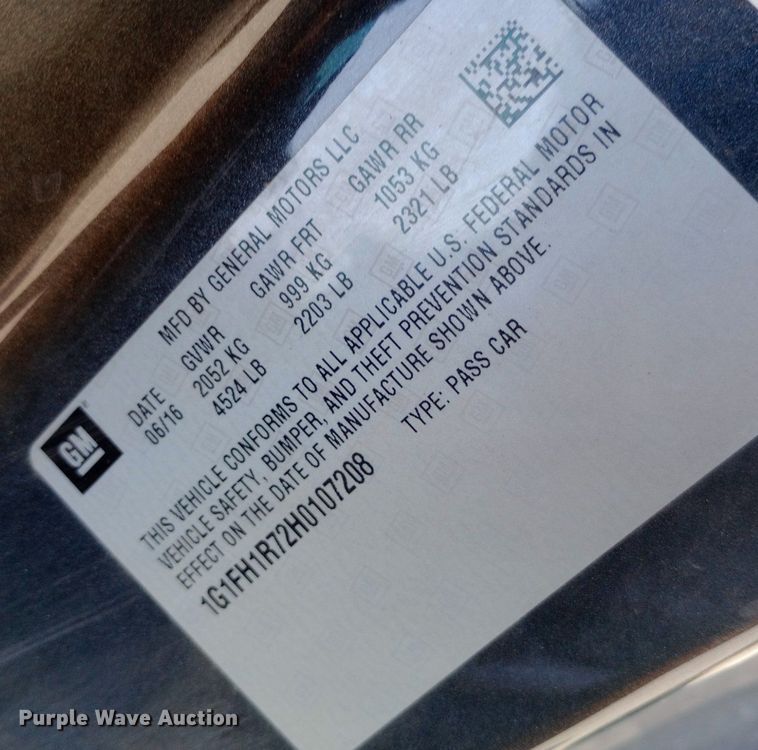 GM
MFD BY GENERAL MOTORS LLC
DATE GVWR GAWR FRT GAWR RR
06/16 2052 KG 999 KG 1053 KG
4524 LB 2203 LB 2321 LB
THIS VEHICLE CONFORMS TO ALL APPLICABLE U.S. FEDERAL MOTOR
VEHICLE SAFETY, BUMPER, AND THEFT PREVENTION STANDARDS IN
EFFECT ON THE DATE OF MANUFACTURE SHOWN ABOVE.
1G1FH1R72H0107208 TYPE: PASS CAR
Purple Wave Auction